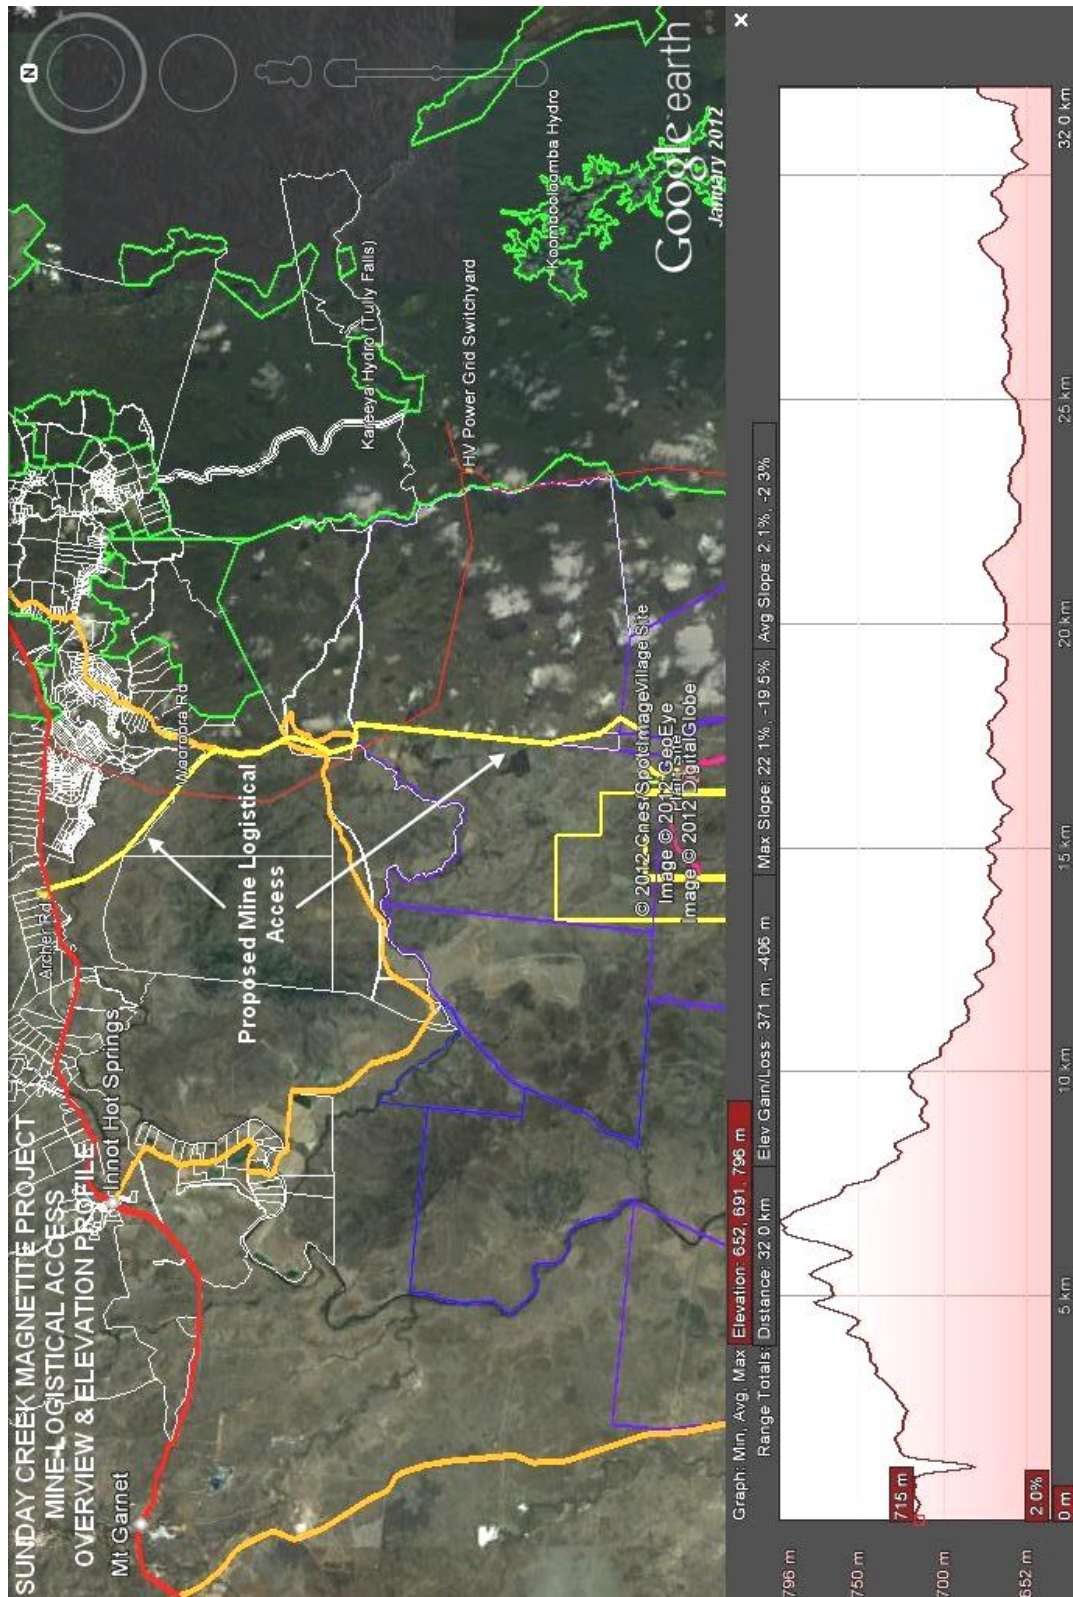 SUNDAY CREEK MAGNETITE PROJECT
MINE-LOGISTICAL ACCESS
OVERVIEW & ELEVATION PROFILE
N
Mt Garnet
Innot Hot Springs
Archer Rd
Wooroora Rd
Proposed Mine Logistical
Access
Kareeya Hydro (Tully Falls)
HV Power Grid Switchyard
Koombooloomba Hydro
Village Site
© 2012 Cnes/Spot Image
Image © 2012 GeoEye
Image © 2012 DigitalGlobe
Google earth
January 2012
Graph: Min, Avg, Max Elevation: 652, 691, 796 m
Range Totals: Distance: 32.0 km Elev Gain/Loss: 371 m, -406 m Max Slope: 22.1%, -19.5% Avg Slope: 2.1%, -2.3%
796 m
750 m
700 m
652 m
715 m
2.0%
0 m
5 km
10 km
15 km
20 km
25 km
32.0 km